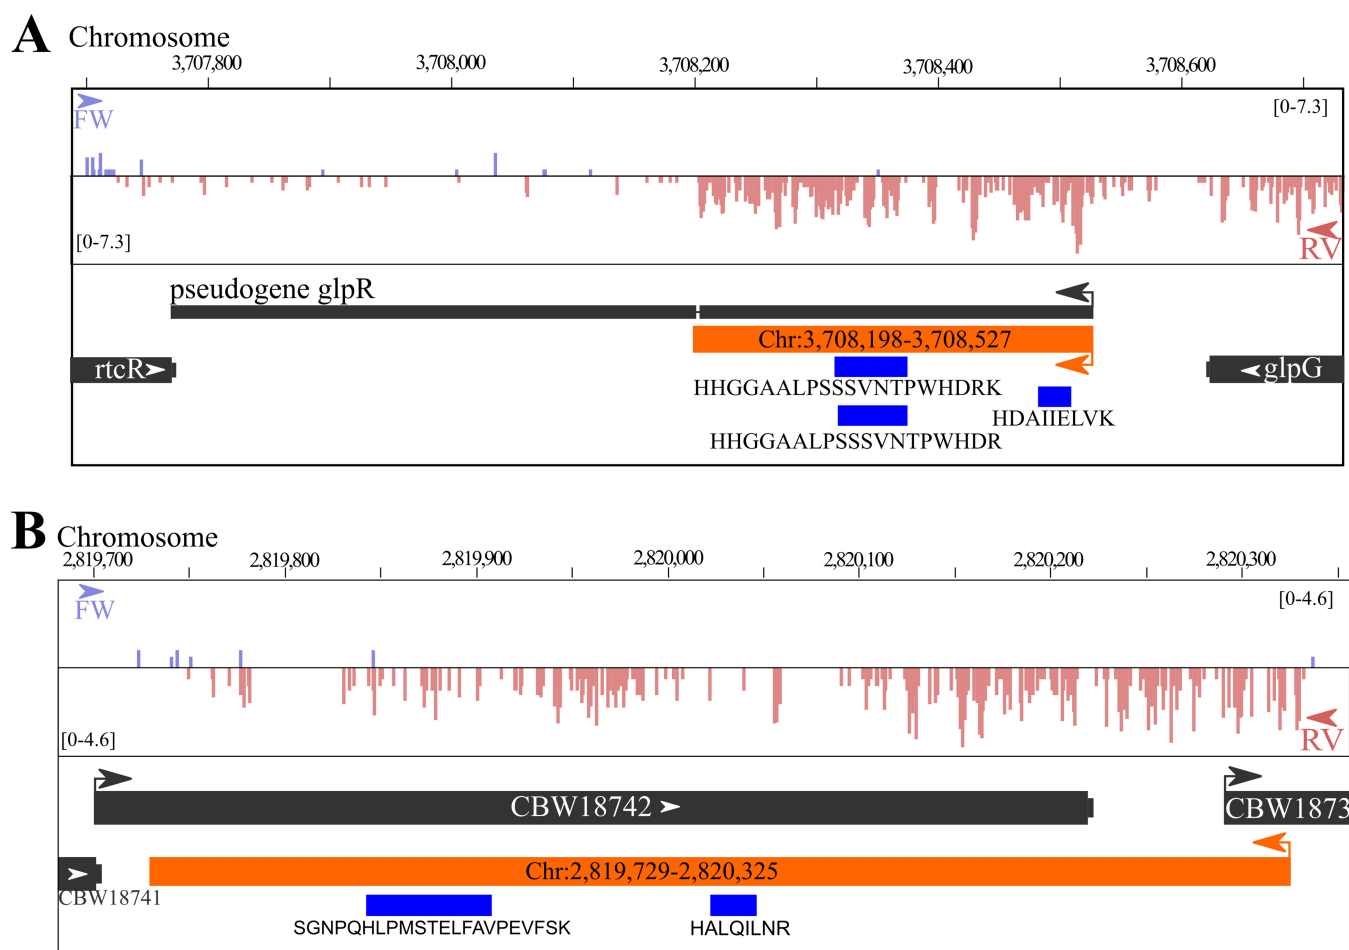 A
Chromosome
3,707,800 3,708,000 3,708,200 3,708,400 3,708,600
FW
[0-7.3]
[0-7.3]
RV
pseudogene glpR
Chr:3,708,198-3,708,527
rtcR
glpG
HHGGAALPSSSVNTPWHDRK
HDAIIELVK
HHGGAALPSSSVNTPWHDR
B
Chromosome
2,819,700 2,819,800 2,819,900 2,820,000 2,820,100 2,820,200 2,820,300
FW
[0-4.6]
[0-4.6]
RV
CBW18742
CBW1873
Chr:2,819,729-2,820,325
CBW18741
SGNPQHLPMSTELFAVPEVFSK
HALQILNR